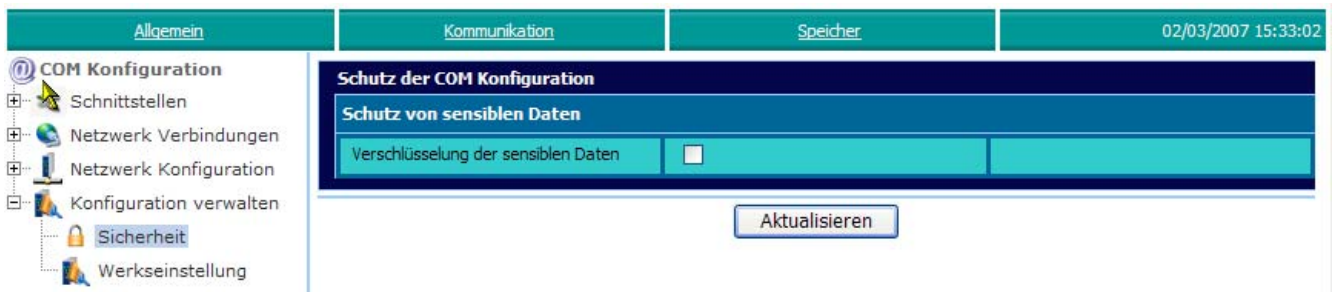 Allgemein
Kommunikation
Speicher
02/03/2007 15:33:02
COM Konfiguration
Schnittstellen
Netzwerk Verbindungen
Netzwerk Konfiguration
Konfiguration verwalten
Sicherheit
Werkseinstellung
Schutz der COM Konfiguration
Schutz von sensiblen Daten
Verschlüsselung der sensiblen Daten
Aktualisieren